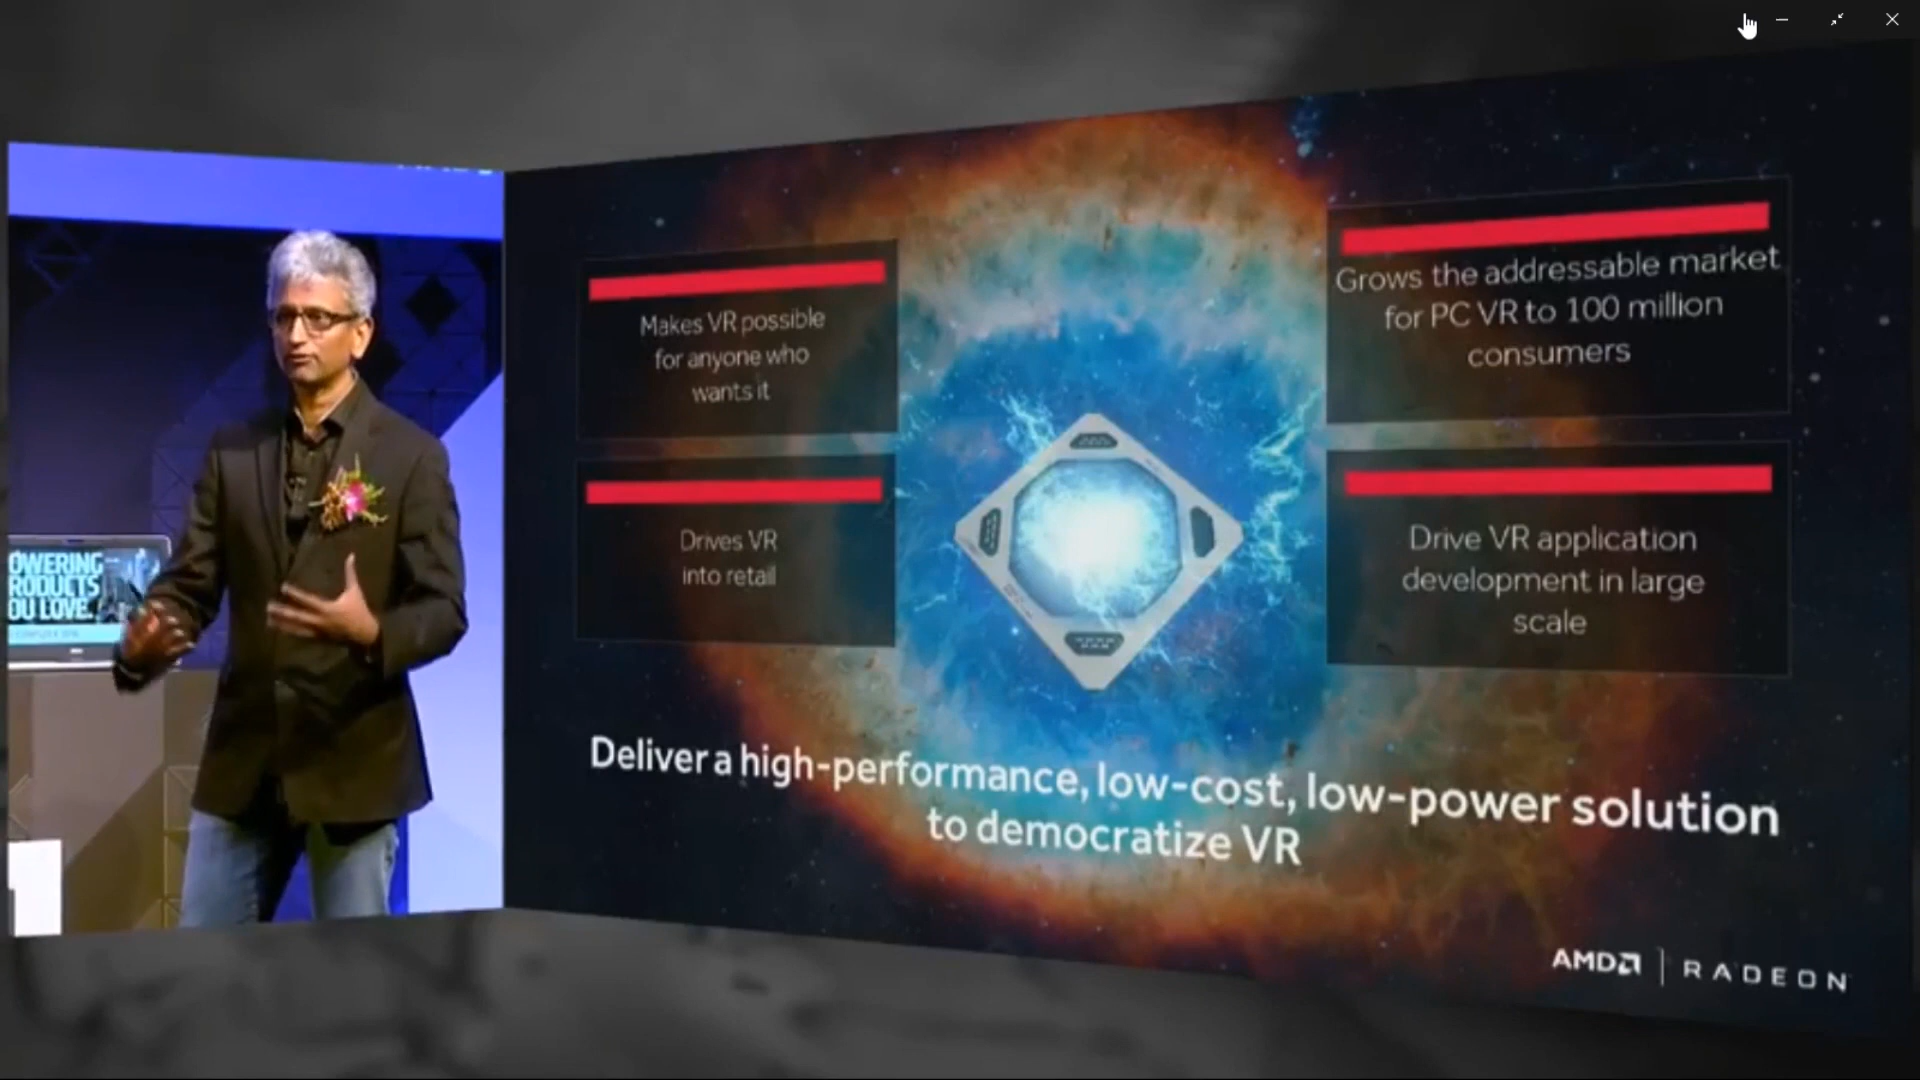 OWERING
RODUCTS
OU LOVE.
Makes VR possible
for anyone who
wants it
Grows the addressable market
for PC VR to 100 million
consumers
Drives VR
into retail
Drive VR application
development in large
scale
Deliver a high-performance, low-cost, low-power solution
to democratize VR
AMD | RADEON